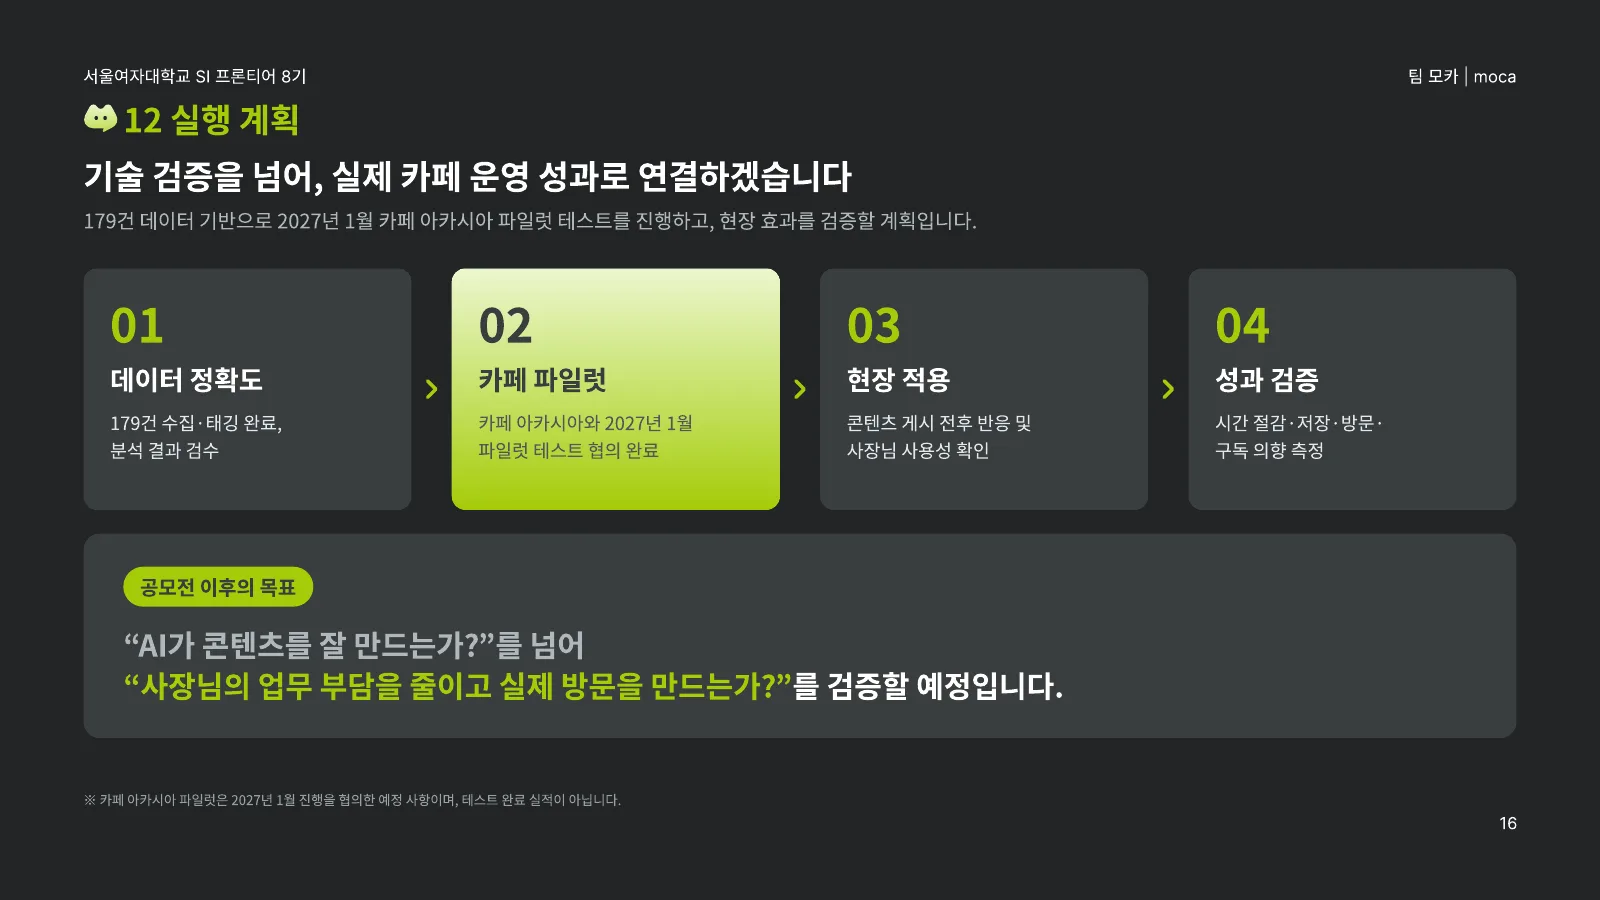 서울여자대학교 SI 프론티어 8기
팀 모카 | moca
12 실행 계획
기술 검증을 넘어, 실제 카페 운영 성과로 연결하겠습니다
179건 데이터 기반으로 2027년 1월 카페 아카시아 파일럿 테스트를 진행하고, 현장 효과를 검증할 계획입니다.
01
데이터 정확도
179건 수집·태깅 완료,
분석 결과 검수
02
카페 파일럿
카페 아카시아와 2027년 1월
파일럿 테스트 협의 완료
03
현장 적용
콘텐츠 게시 전후 반응 및
사장님 사용성 확인
04
성과 검증
시간 절감·저장·방문·
구독 의향 측정
공모전 이후의 목표
“AI가 콘텐츠를 잘 만드는가?”를 넘어
“사장님의 업무 부담을 줄이고 실제 방문을 만드는가?”를 검증할 예정입니다.
※ 카페 아카시아 파일럿은 2027년 1월 진행을 협의한 예정 사항이며, 테스트 완료 실적이 아닙니다.
16